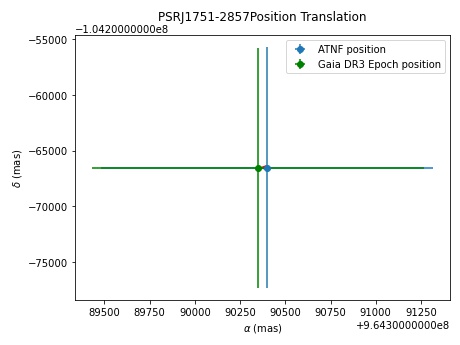 PSRJ1751-2857Position Translation
−1.0420000000e8
−55000
−60000
−65000
−70000
−75000
δ (mas)
ATNF position
Gaia DR3 Epoch position
89500 89750 90000 90250 90500 90750 91000 91250
+9.6430000000e8
α (mas)